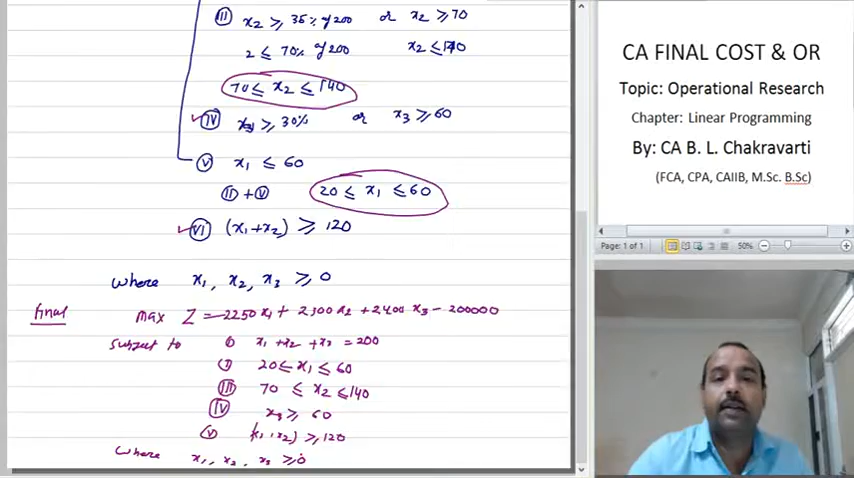 III x2 ≥ 35% of 200 or x2 ≥ 70
2 ≤ 70% of 200 x2 ≤ 140
70 ≤ x2 ≤ 140
IV x3 ≥ 30% or x3 ≥ 60
V x1 ≤ 60
II + V 20 ≤ x1 ≤ 60
VI (x1 + x2) ≥ 120
where x1, x2, x3 ≥ 0
final max Z = 2250 x1 + 2300 x2 + 2400 x3 - 200000
Subject to i x1 + x2 + x3 = 200
20 ≤ x1 ≤ 60
III 70 ≤ x2 ≤ 140
IV x3 ≥ 60
V (x1 + x2) ≥ 120
where x1, x2, x3 ≥ 0
CA FINAL COST & OR
Topic: Operational Research
Chapter: Linear Programming
By: CA B. L. Chakravarti
(FCA, CPA, CAIIB, M.Sc. B.Sc)
Page: 1 of 1 50%